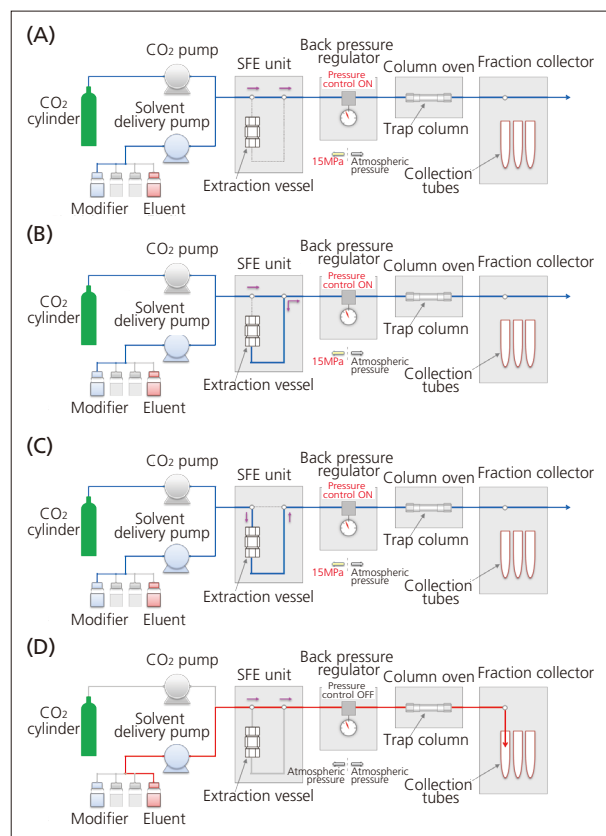 (A)
CO₂ pump
SFE unit
Back pressure
regulator
Column oven
Fraction collector
Pressure
control ON
CO₂
cylinder
Solvent
delivery pump
Trap column
15MPa
Atmospheric
pressure
Extraction vessel
Collection
tubes
Modifier
Eluent
(B)
CO₂ pump
SFE unit
Back pressure
regulator
Column oven
Fraction collector
Pressure
control ON
CO₂
cylinder
Solvent
delivery pump
Trap column
15MPa
Atmospheric
pressure
Extraction vessel
Collection
tubes
Modifier
Eluent
(C)
CO₂ pump
SFE unit
Back pressure
regulator
Column oven
Fraction collector
Pressure
control ON
CO₂
cylinder
Solvent
delivery pump
Trap column
15MPa
Atmospheric
pressure
Extraction vessel
Collection
tubes
Modifier
Eluent
(D)
CO₂ pump
SFE unit
Back pressure
regulator
Column oven
Fraction collector
Pressure
control OFF
CO₂
cylinder
Solvent
delivery pump
Trap column
Atmospheric
pressure
Atmospheric
pressure
Extraction vessel
Collection
tubes
Modifier
Eluent